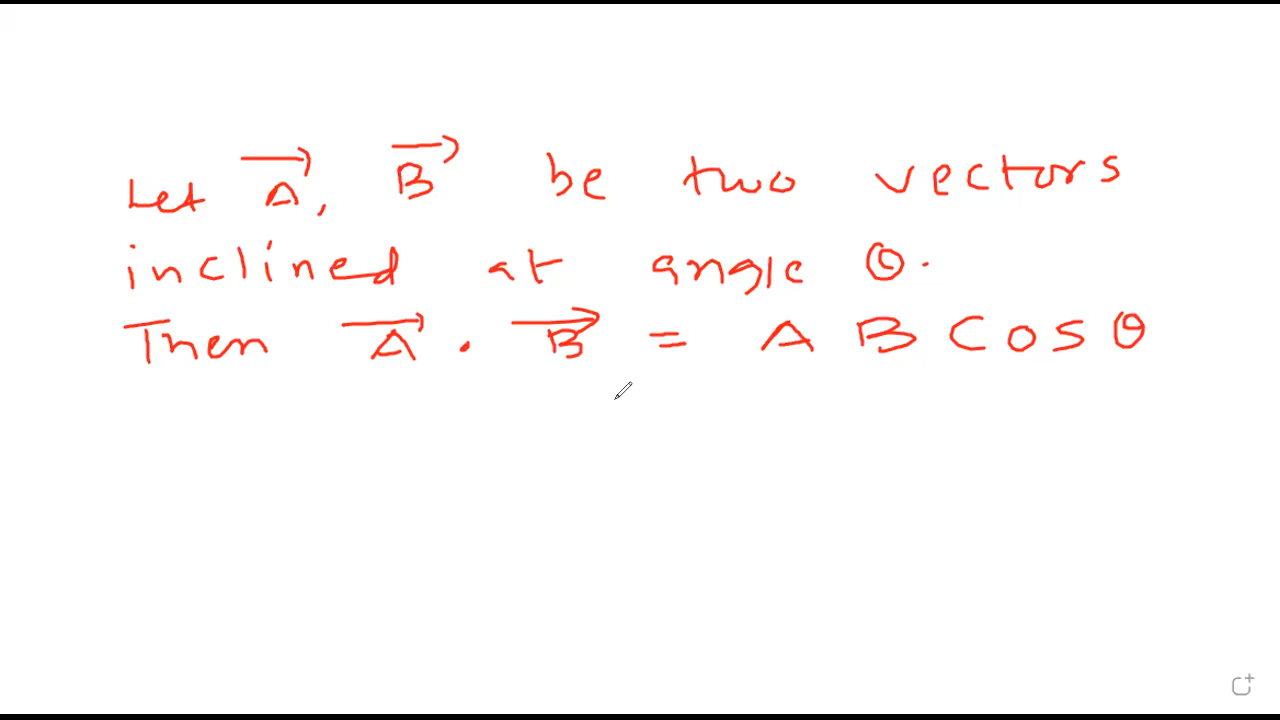 Let A⃗, B⃗ be two vectors
inclined at angle θ.
Then A⃗ . B⃗ = A B Cos θ